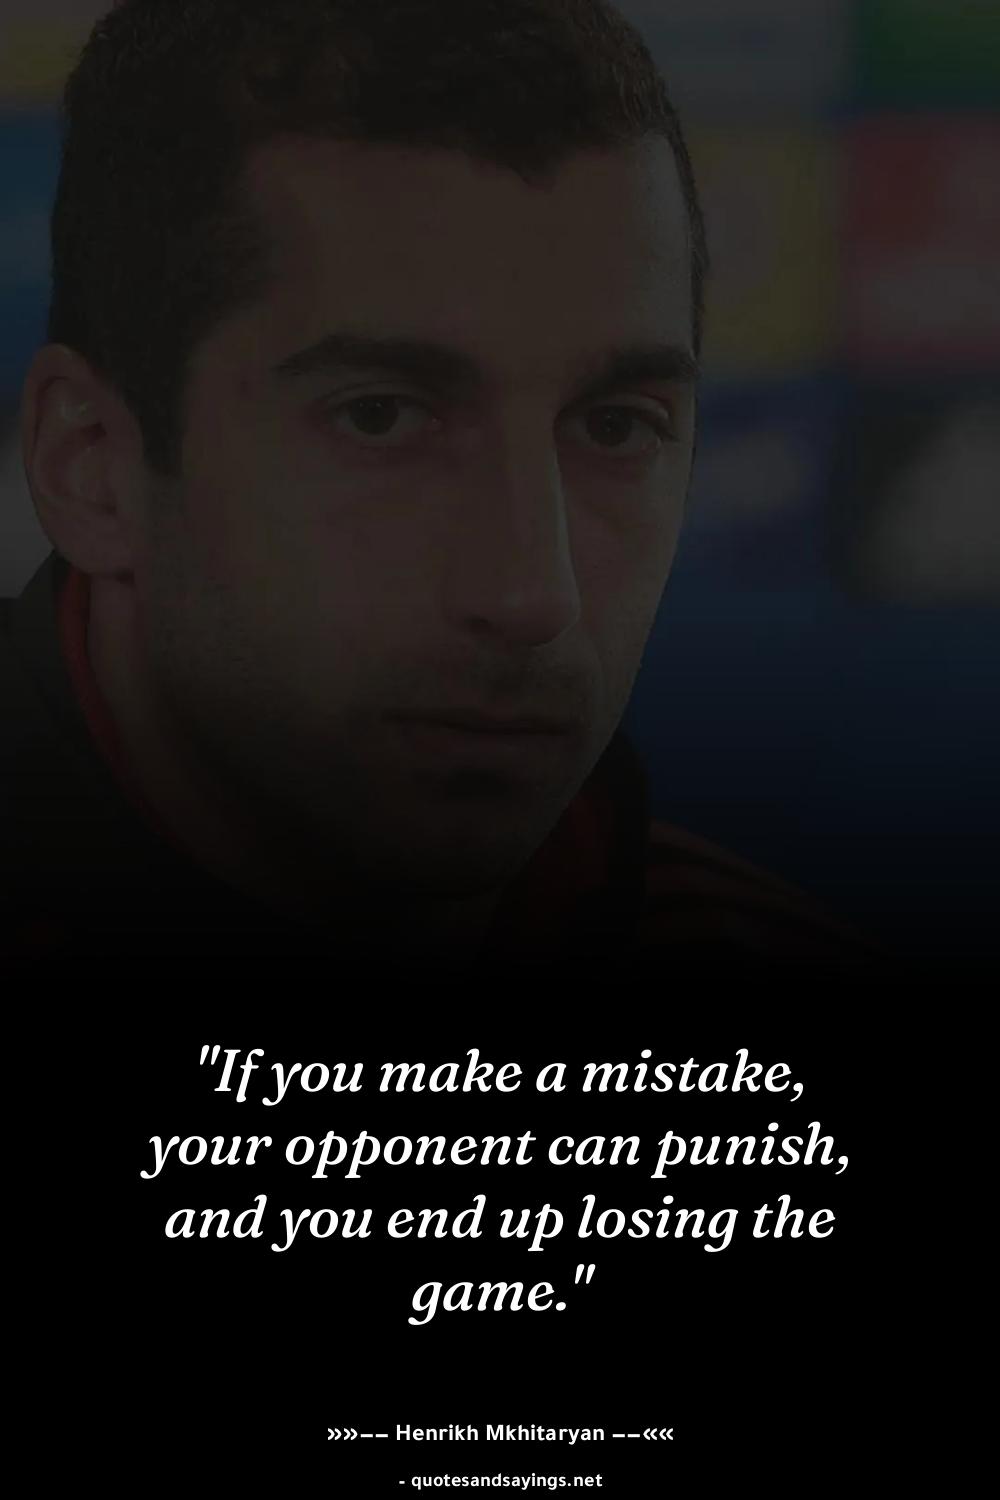 "If you make a mistake,
your opponent can punish,
and you end up losing the
game."
»»−− Henrikh Mkhitaryan −−««
- quotesandsayings.net